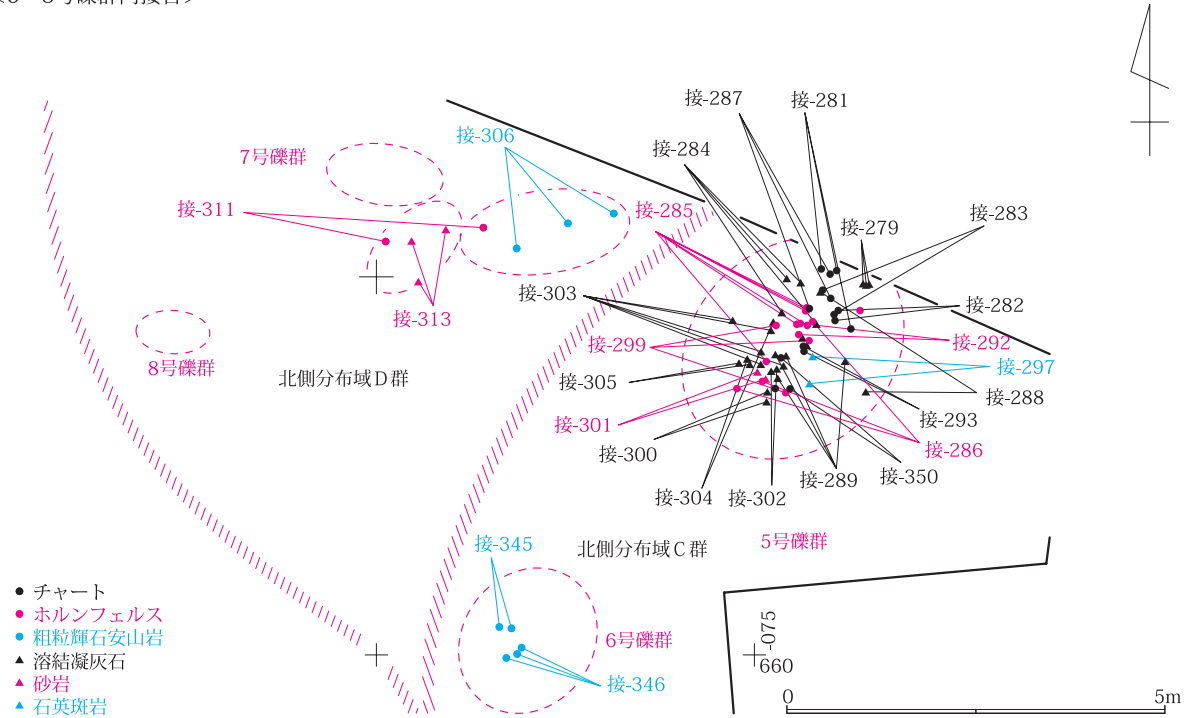 接-287
接-281
接-306
7号礫群
接-284
接-311
接-285
接-283
接-279
接-303
接-282
接-313
接-299
接-292
8号礫群
北側分布域D群
接-305
接-297
接-288
接-301
接-293
接-300
接-286
接-304
接-302
接-289
接-350
接-345
北側分布域C群
5号礫群
チャート
ホルンフェルス
粗粒輝石安山岩
溶結凝灰石
砂岩
石英斑岩
6号礫群
-075
660
接-346
0
5m